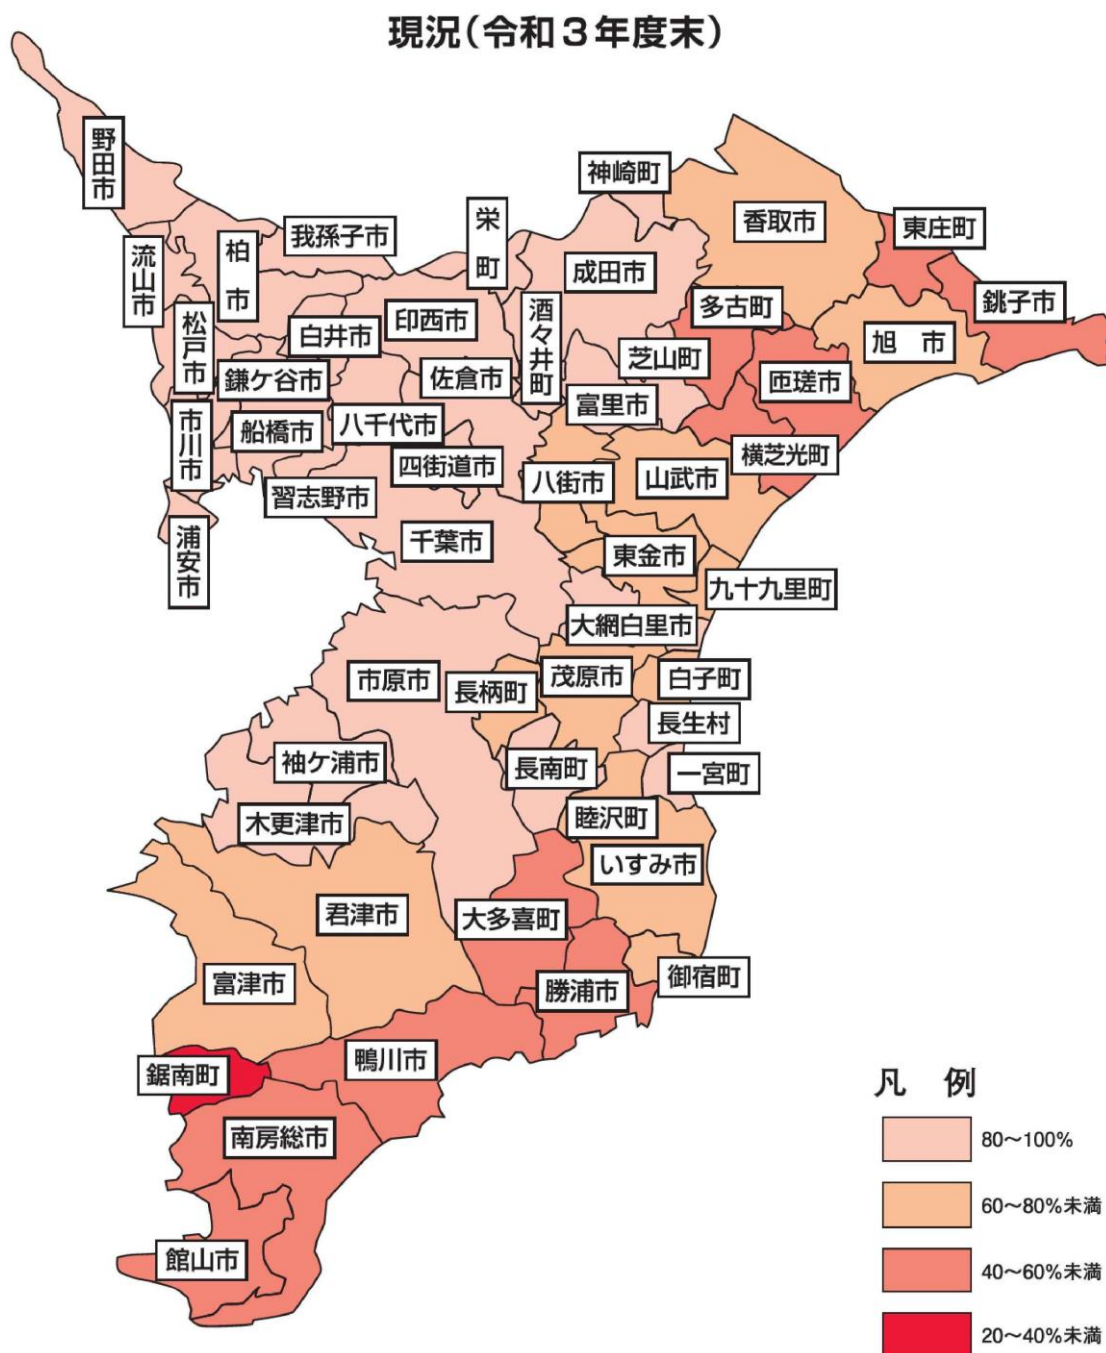 現況(令和3年度末)
野田市
神崎町
香取市
東庄町
栄町
我孫子市
柏市
流山市
成田市
多古町
銚子市
酒々井町
印西市
白井市
松戸市
芝山町
旭市
匝瑳市
佐倉市
鎌ケ谷市
富里市
市川市
船橋市
八千代市
横芝光町
四街道市
八街市
山武市
習志野市
浦安市
千葉市
東金市
九十九里町
大網白里市
市原市
長柄町
茂原市
白子町
長生村
袖ケ浦市
長南町
一宮町
木更津市
睦沢町
いすみ市
君津市
大多喜町
富津市
勝浦市
御宿町
鋸南町
鴨川市
南房総市
館山市
凡例
80〜100%
60〜80%未満
40〜60%未満
20〜40%未満